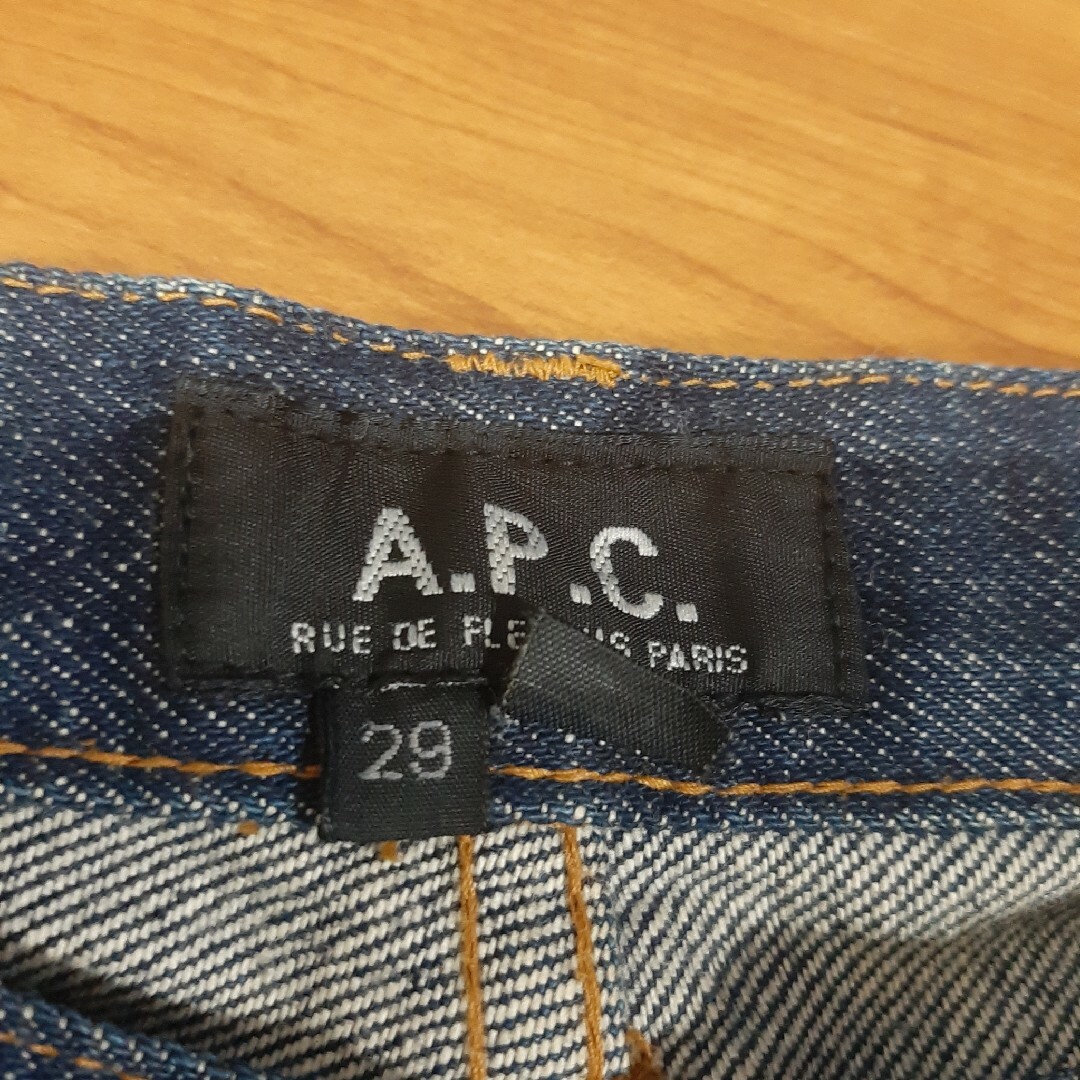 A.P.C.
RUE DE PARIS
29